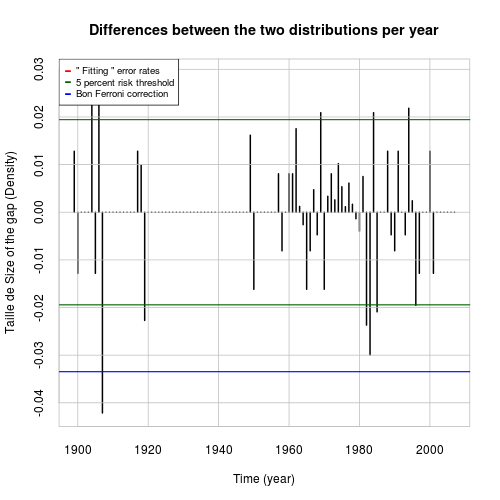 Differences between the two distributions per year
" Fitting " error rates
5 percent risk threshold
Bon Ferroni correction
Taille de Size of the gap (Density)
0.03
0.02
0.01
0.00
-0.01
-0.02
-0.03
-0.04
1900 1920 1940 1960 1980 2000
Time (year)